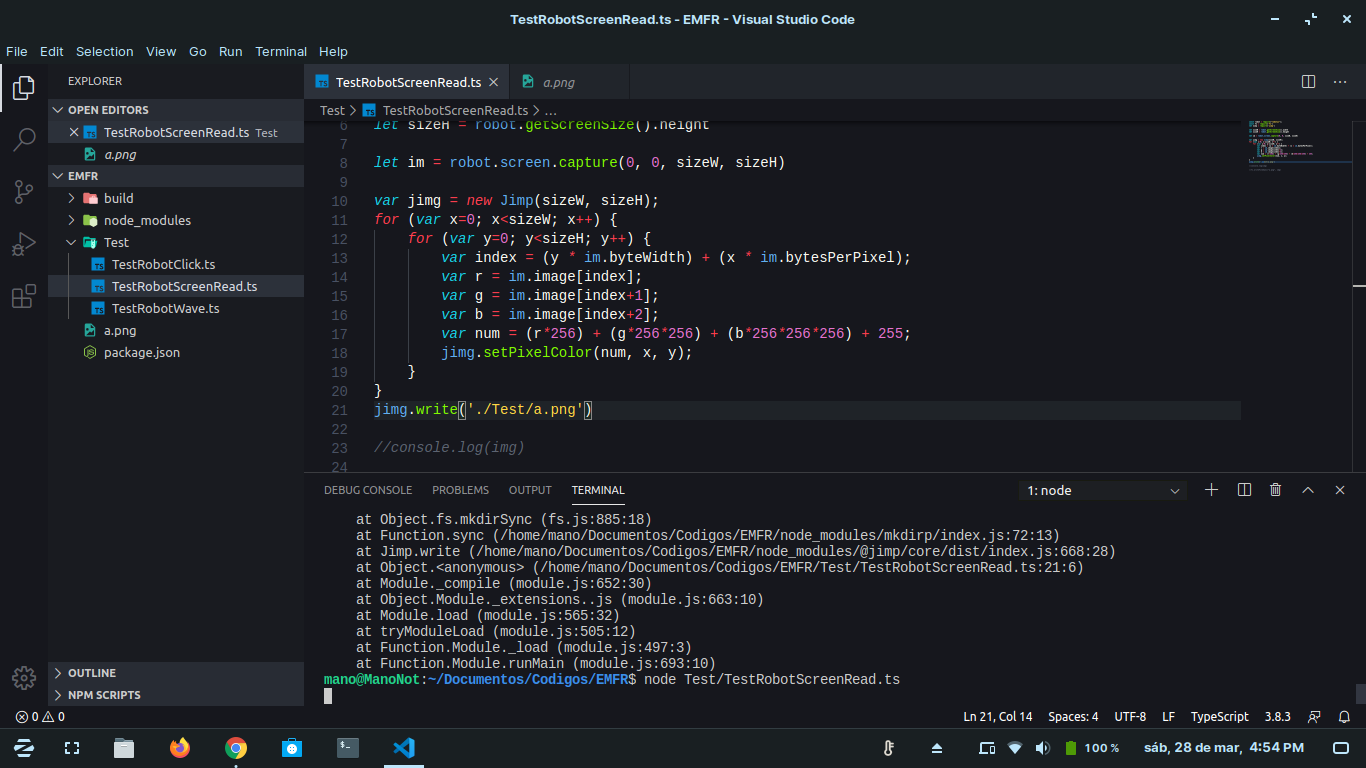 TestRobotScreenRead.ts - EMFR - Visual Studio Code
File Edit Selection View Go Run Terminal Help
EXPLORER
OPEN EDITORS
TestRobotScreenRead.ts Test
a.png
EMFR
build
node_modules
Test
TestRobotClick.ts
TestRobotScreenRead.ts
TestRobotWave.ts
a.png
package.json
OUTLINE
NPM SCRIPTS
TestRobotScreenRead.ts a.png
Test > TestRobotScreenRead.ts > ...
6 let sizeH = robot.getScreenSize().height
7
8 let im = robot.screen.capture(0, 0, sizeW, sizeH)
9
10 var jimg = new Jimp(sizeW, sizeH);
11 for (var x=0; x<sizeW; x++) {
12 for (var y=0; y<sizeH; y++) {
13 var index = (y * im.byteWidth) + (x * im.bytesPerPixel);
14 var r = im.image[index];
15 var g = im.image[index+1];
16 var b = im.image[index+2];
17 var num = (r*256) + (g*256*256) + (b*256*256*256) + 255;
18 jimg.setPixelColor(num, x, y);
19 }
20 }
21 jimg.write('./Test/a.png')
22
23 //console.log(img)
24
DEBUG CONSOLE PROBLEMS OUTPUT TERMINAL 1: node
at Object.fs.mkdirSync (fs.js:885:18)
at Function.sync (/home/mano/Documentos/Codigos/EMFR/node_modules/mkdirp/index.js:72:13)
at Jimp.write (/home/mano/Documentos/Codigos/EMFR/node_modules/@jimp/core/dist/index.js:668:28)
at Object.<anonymous> (/home/mano/Documentos/Codigos/EMFR/Test/TestRobotScreenRead.ts:21:6)
at Module._compile (module.js:652:30)
at Object.Module._extensions..js (module.js:663:10)
at Module.load (module.js:565:32)
at tryModuleLoad (module.js:505:12)
at Function.Module._load (module.js:497:3)
at Function.Module.runMain (module.js:693:10)
mano@ManoNot:~/Documentos/Codigos/EMFR$ node Test/TestRobotScreenRead.ts
0 0 Ln 21, Col 14 Spaces: 4 UTF-8 LF TypeScript 3.8.3
100 % sáb, 28 de mar, 4:54 PM